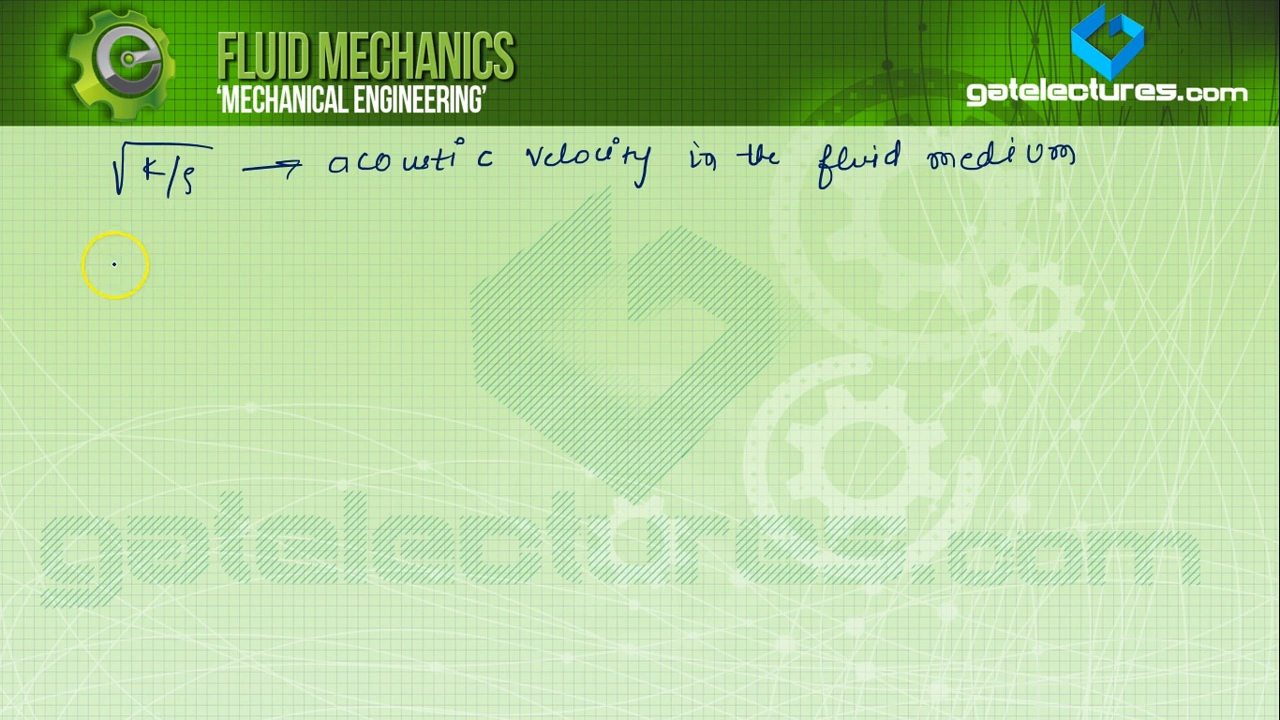 FLUID MECHANICS
'MECHANICAL ENGINEERING'
gatelectures.com
√K/ρ → acoustic velocity in the fluid medium
gatelectures.com